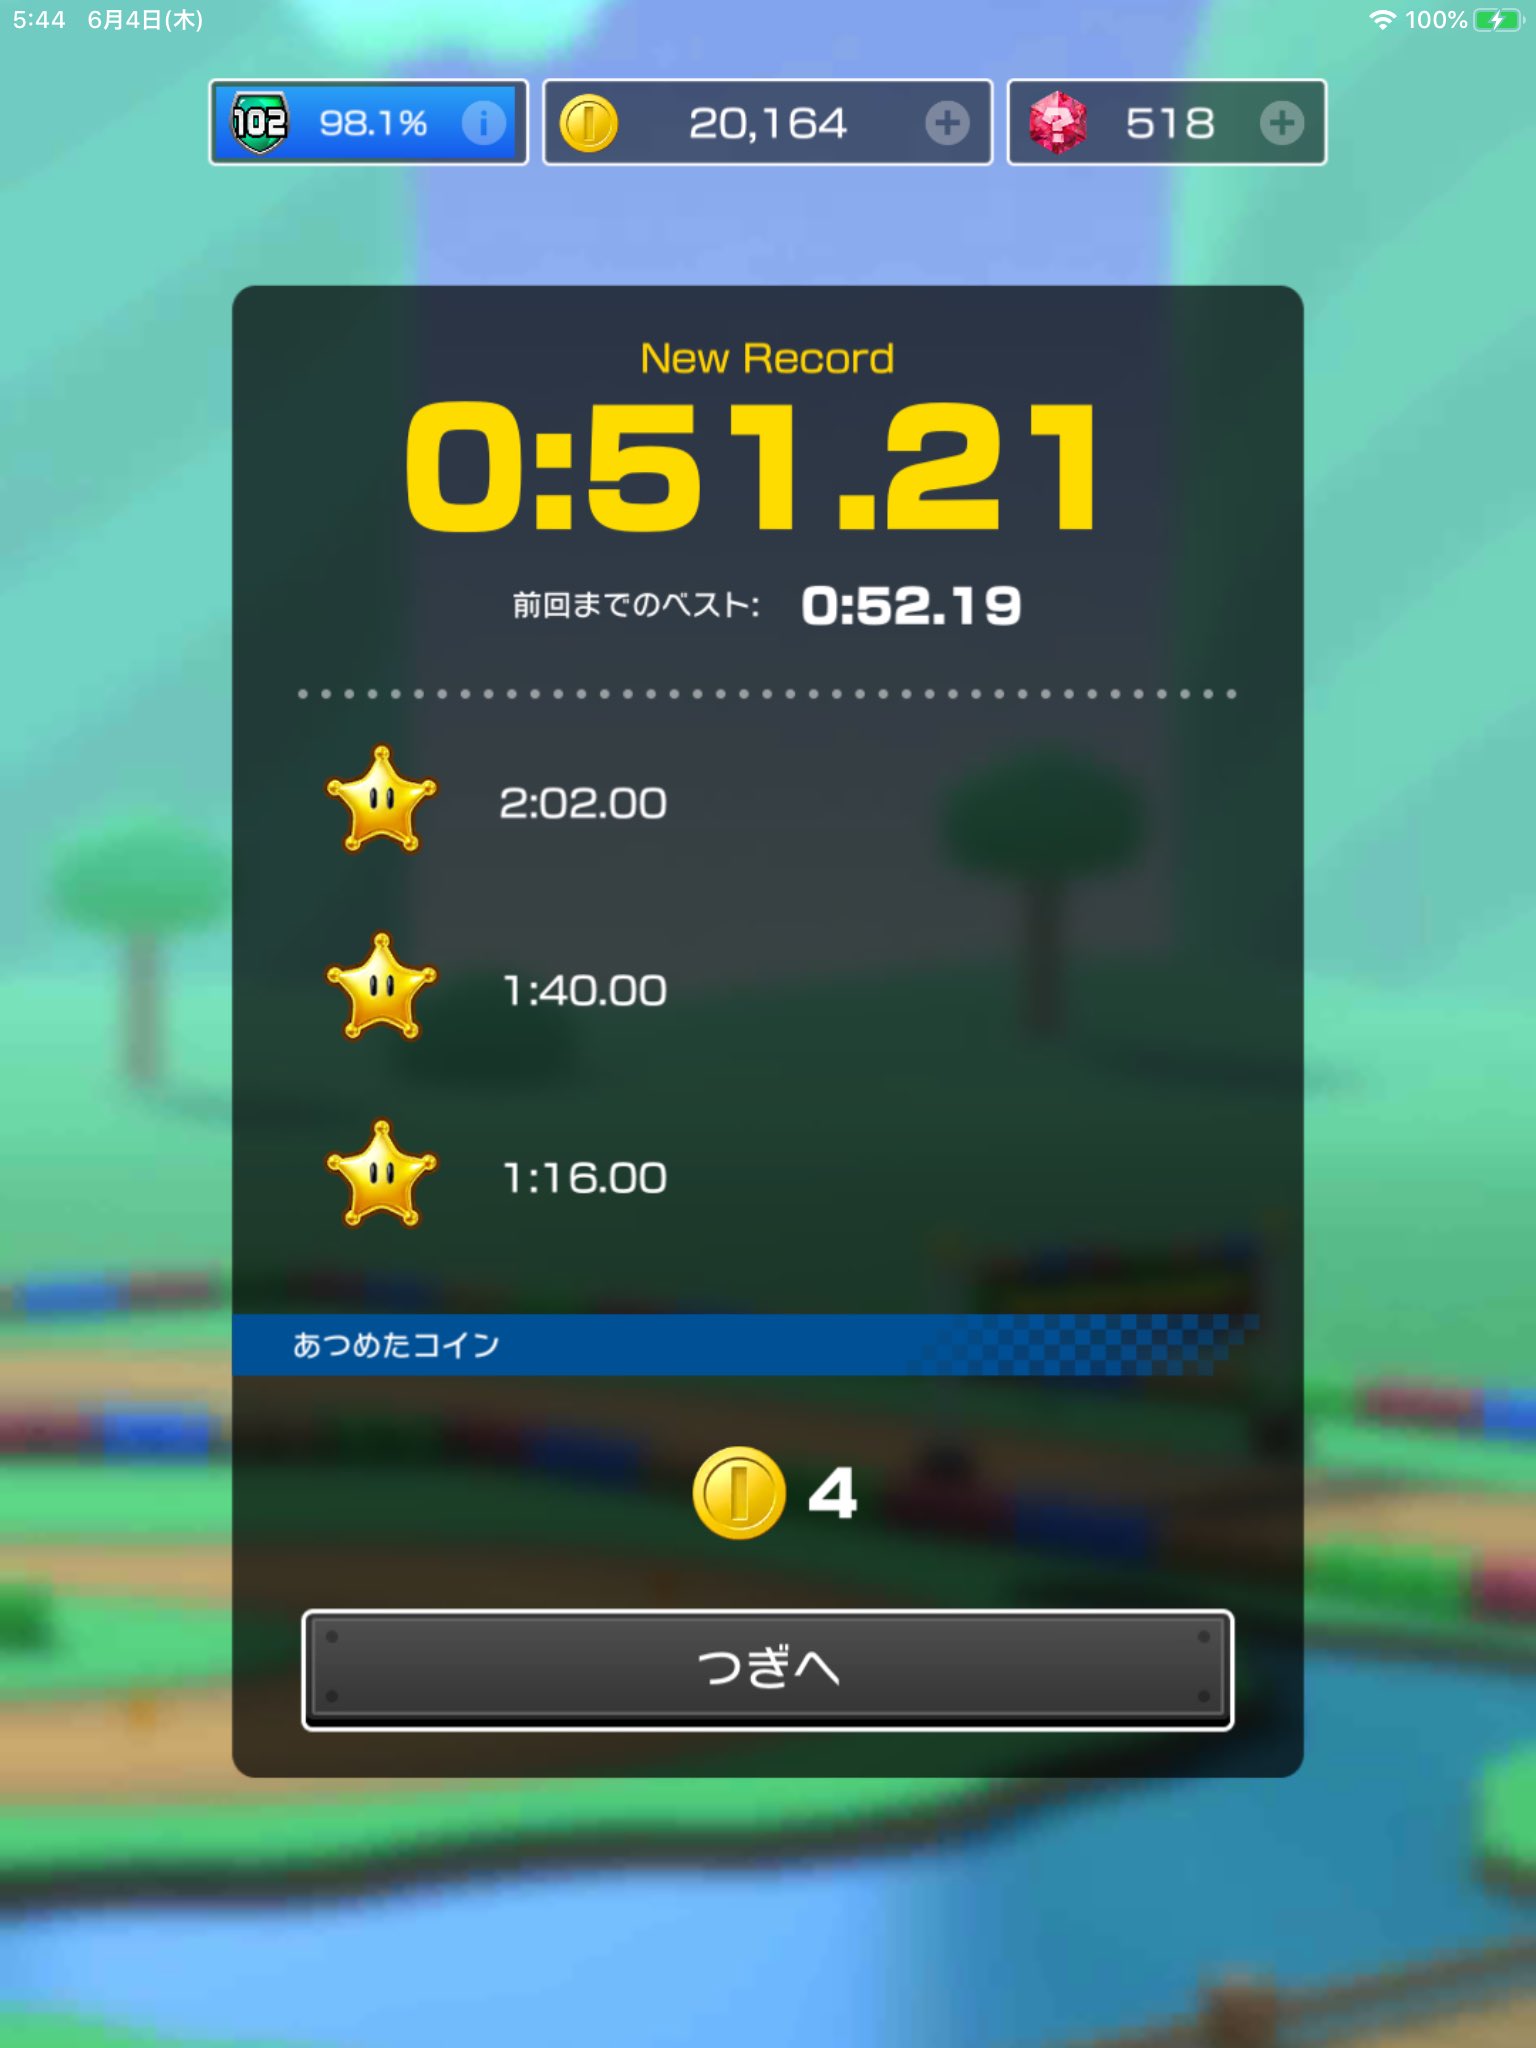 5:44 6月4日(木) 100%
102 98.1% i 20,164 + ? 518 +
New Record
0:51.21
前回までのベスト: 0:52.19
2:02.00
1:40.00
1:16.00
あつめたコイン
4
つぎへ